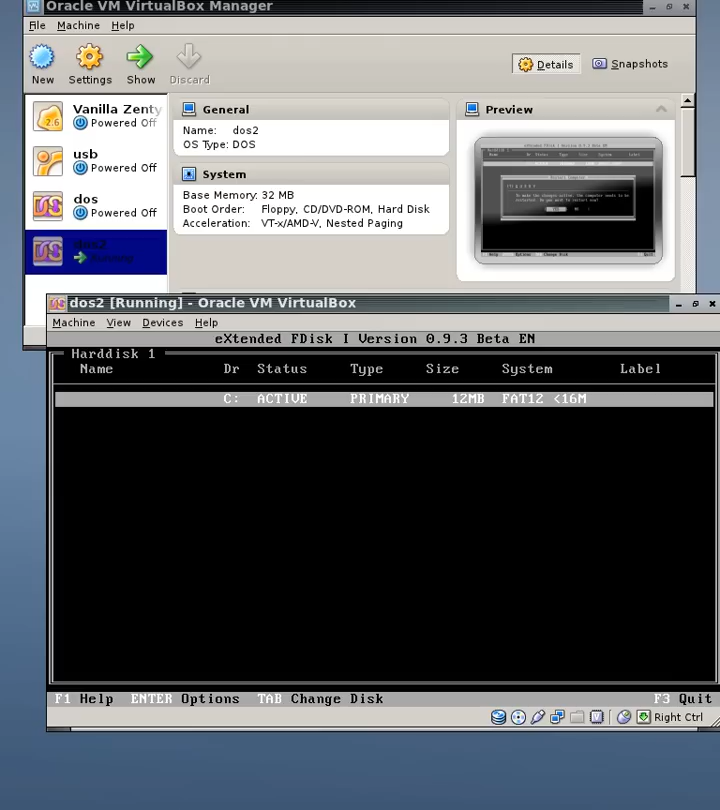 Oracle VM VirtualBox Manager
File Machine Help
New Settings Show Discard
Details Snapshots
Vanilla Zenty
2.6
Powered Off
usb
Powered Off
dos
Powered Off
dos2
Running
General
Name: dos2
OS Type: DOS
System
Base Memory: 32 MB
Boot Order: Floppy, CD/DVD-ROM, Hard Disk
Acceleration: VT-x/AMD-V, Nested Paging
Preview
dos2 [Running] - Oracle VM VirtualBox
Machine View Devices Help
eXtended FDisk I Version 0.9.3 Beta EN
Harddisk 1
Name Dr Status Type Size System Label
C: ACTIVE PRIMARY 12MB FAT12 <16M
F1 Help ENTER Options TAB Change Disk F3 Quit
Right Ctrl